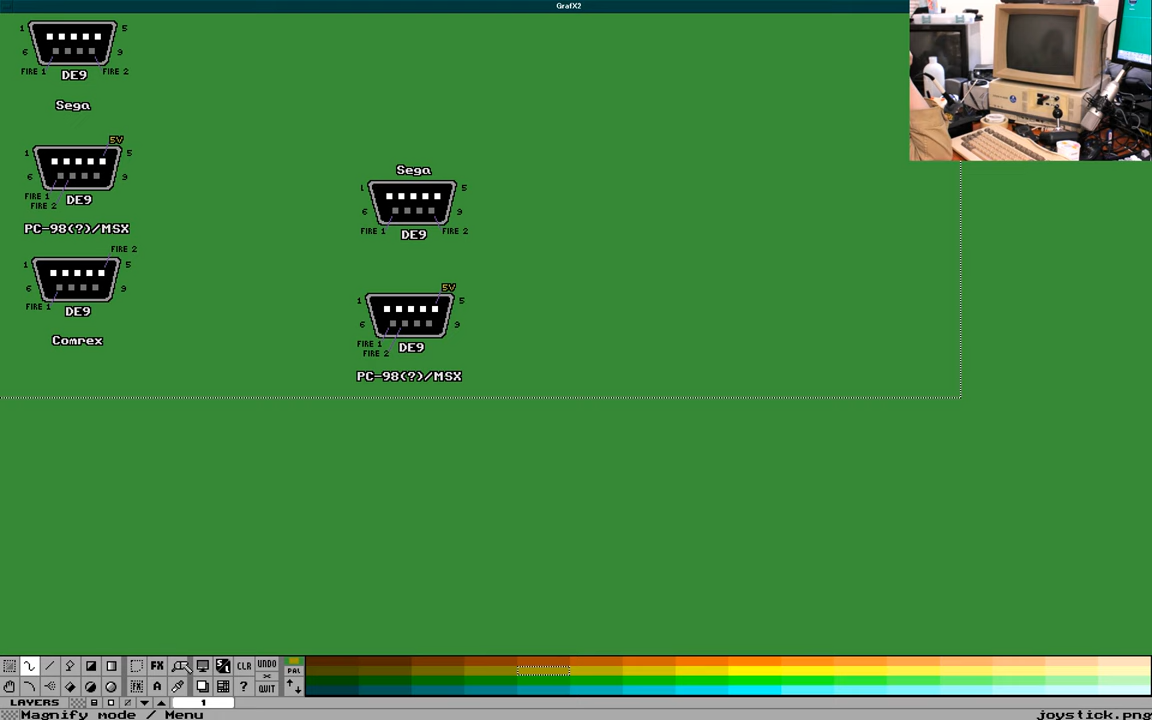 GrafX2
1 5
6 9
FIRE 1 FIRE 2
DE9
Sega
5V
1 5
6 9
FIRE 1
FIRE 2
DE9
PC-98(?)/MSX
FIRE 2
1 5
6 9
FIRE 1
DE9
Comrex
Sega
1 5
6 9
FIRE 1 FIRE 2
DE9
5V
1 5
6 9
FIRE 1
FIRE 2
DE9
PC-98(?)/MSX
FX CLR UNDO PAL
A ? QUIT
LAYERS 1
Magnify mode / Menu joystick.png